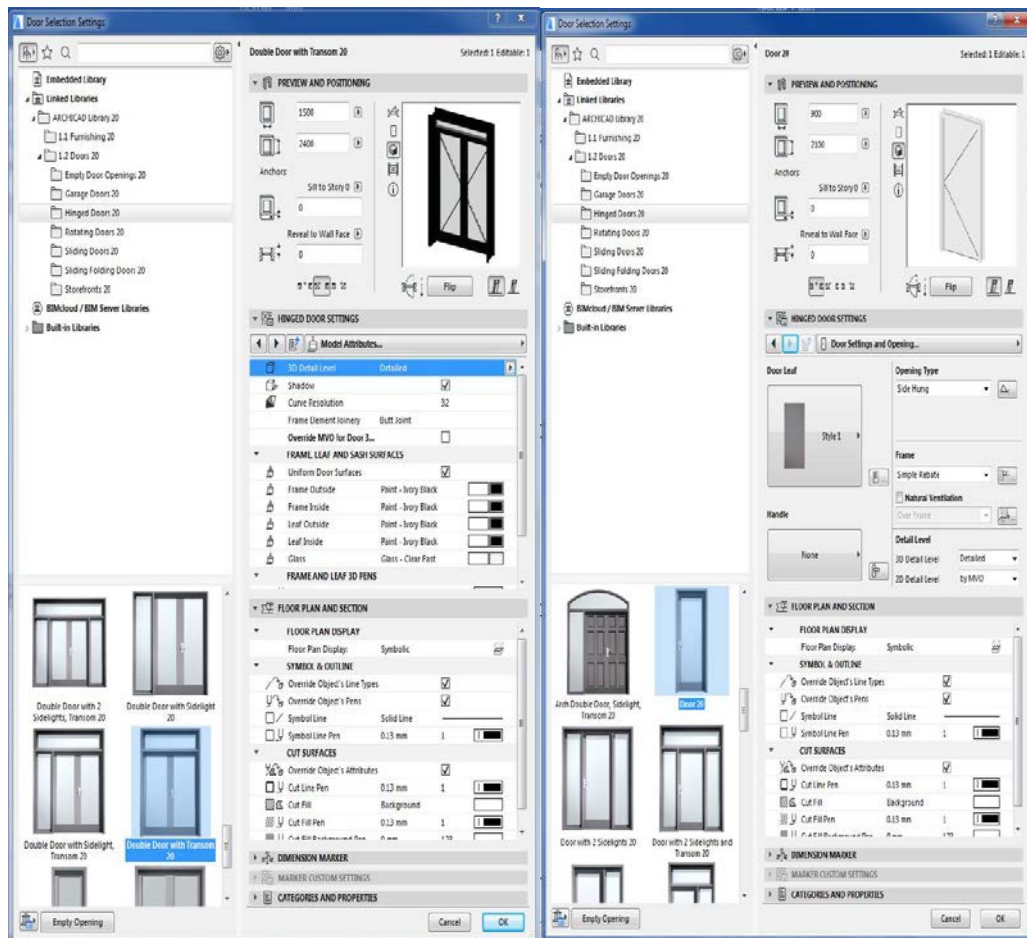 Door Selection Settings
Double Door with Transom 20
Selected: 1 Editable: 1
Embedded Library
Linked Libraries
ARCHICAD Library 20
1.1 Furnishing 20
1.2 Doors 20
Empty Door Openings 20
Garage Doors 20
Hinged Doors 20
Rotating Doors 20
Sliding Doors 20
Sliding Folding Doors 20
Storefronts 20
BIMcloud / BIM Server Libraries
Built-in Libraries
PREVIEW AND POSITIONING
1500
2400
Anchors
Sill to Story 0
0
Reveal to Wall Face
0
Flip
HINGED DOOR SETTINGS
Model Attributes...
3D Detail Level Detailed
Shadow
Curve Resolution 32
Frame Element Joinery Butt Joint
Override MVO for Door 3...
FRAME, LEAF AND SASH SURFACES
Uniform Door Surfaces
Frame Outside Paint - Ivory Black
Frame Inside Paint - Ivory Black
Leaf Outside Paint - Ivory Black
Leaf Inside Paint - Ivory Black
Glass Glass - Clear Fast
FRAME AND LEAF 3D PENS
FLOOR PLAN AND SECTION
FLOOR PLAN DISPLAY
Floor Plan Display: Symbolic
SYMBOL & OUTLINE
Override Object's Line Types
Override Object's Pens
Symbol Line Solid Line
Symbol Line Pen 0.13 mm 1
CUT SURFACES
Override Object's Attributes
Cut Line Pen 0.13 mm 1
Cut Fill Background
Cut Fill Pen 0.13 mm 1
DIMENSION MARKER
MARKER CUSTOM SETTINGS
CATEGORIES AND PROPERTIES
Double Door with 2
Sidelights, Transom 20
Double Door with Sidelight
20
Double Door with Sidelight,
Transom 20
Double Door with Transom
20
Empty Opening
Cancel
OK
Door Selection Settings
Door 20
Selected: 1 Editable: 1
Embedded Library
Linked Libraries
ARCHICAD Library 20
1.1 Furnishing 20
1.2 Doors 20
Empty Door Openings 20
Garage Doors 20
Hinged Doors 20
Rotating Doors 20
Sliding Doors 20
Sliding Folding Doors 20
Storefronts 20
BIMcloud / BIM Server Libraries
Built-in Libraries
PREVIEW AND POSITIONING
900
2100
Anchors
Sill to Story 0
0
Reveal to Wall Face
0
Flip
HINGED DOOR SETTINGS
Door Settings and Opening...
Door Leaf
Style 1
Opening Type
Side Hung
Frame
Simple Rebate
Natural Ventilation
Over Frame
Handle
None
Detail Level
3D Detail Level Detailed
2D Detail Level by MVO
FLOOR PLAN AND SECTION
FLOOR PLAN DISPLAY
Floor Plan Display: Symbolic
SYMBOL & OUTLINE
Override Object's Line Types
Override Object's Pens
Symbol Line Solid Line
Symbol Line Pen 0.13 mm 1
CUT SURFACES
Override Object's Attributes
Cut Line Pen 0.13 mm 1
Cut Fill Background
Cut Fill Pen 0.13 mm 1
DIMENSION MARKER
MARKER CUSTOM SETTINGS
CATEGORIES AND PROPERTIES
Arch Double Door, Sidelight,
Transom 20
Door 20
Door with 2 Sidelights 20
Door with 2 Sidelights and
Transom 20
Empty Opening
Cancel
OK